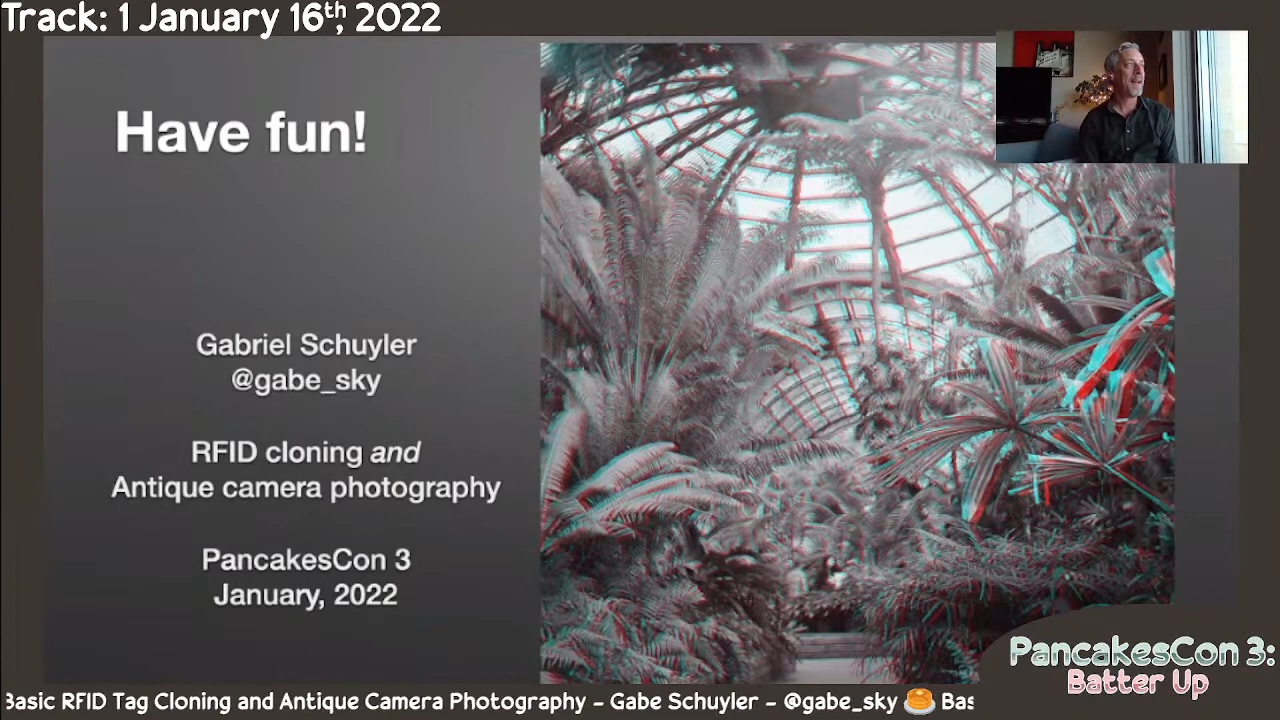 Track: 1 January 16th, 2022
Have fun!
Gabriel Schuyler
@gabe_sky
RFID cloning and
Antique camera photography
PancakesCon 3
January, 2022
PancakesCon 3:
Batter Up
Basic RFID Tag Cloning and Antique Camera Photography - Gabe Schuyler - @gabe_sky 🥞 Bas